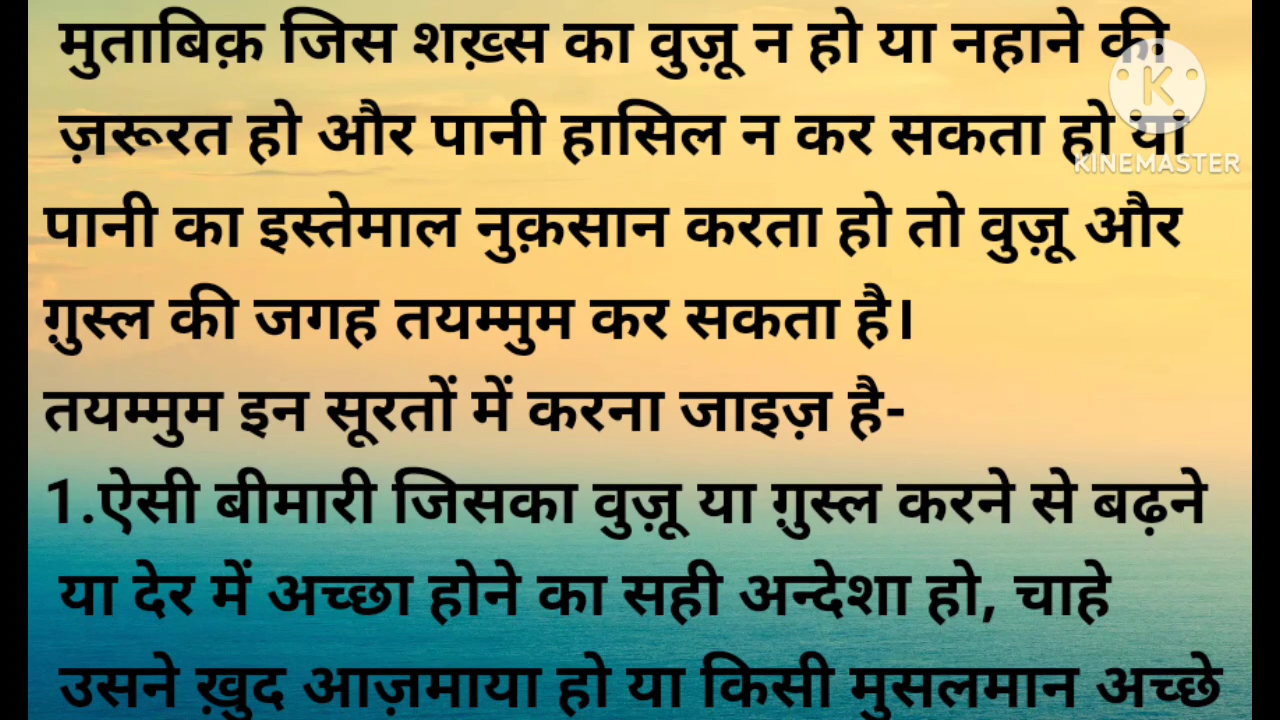 मुताबिक़ जिस शख़्स का वुज़ू न हो या नहाने की
ज़रूरत हो और पानी हासिल न कर सकता हो या
पानी का इस्तेमाल नुक़सान करता हो तो वुज़ू और
ग़ुस्ल की जगह तयम्मुम कर सकता है।
तयम्मुम इन सूरतों में करना जाइज़ है-
1.ऐसी बीमारी जिसका वुज़ू या ग़ुस्ल करने से बढ़ने
या देर में अच्छा होने का सही अन्देशा हो, चाहे
उसने ख़ुद आज़माया हो या किसी मुसलमान अच्छे
K
KINEMASTER